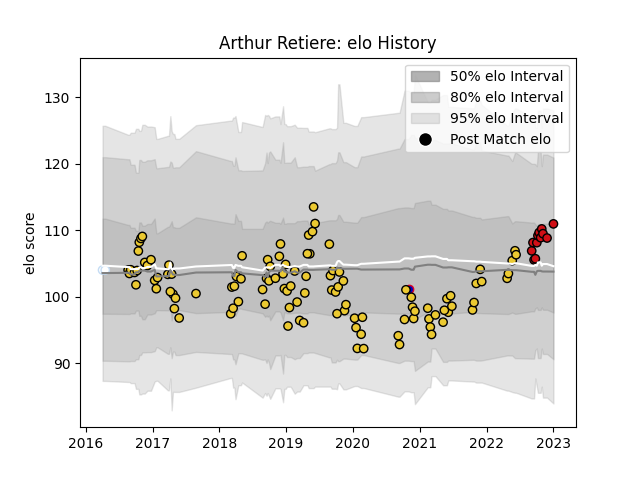 Arthur Retiere: elo History
50% elo Interval
80% elo Interval
95% elo Interval
Post Match elo
elo score
130
120
110
100
90
2016 2017 2018 2019 2020 2021 2022 2023